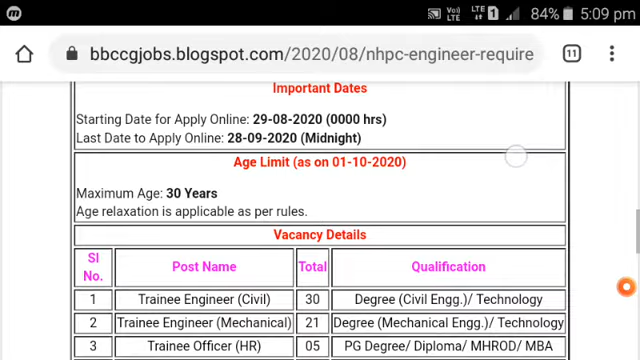 LTE 1 84% 5:09 pm
bbccgjobs.blogspot.com/2020/08/nhpc-engineer-require 11
Important Dates
Starting Date for Apply Online: 29-08-2020 (0000 hrs)
Last Date to Apply Online: 28-09-2020 (Midnight)
Age Limit (as on 01-10-2020)
Maximum Age: 30 Years
Age relaxation is applicable as per rules.
Vacancy Details
Sl No. Post Name Total Qualification
1 Trainee Engineer (Civil) 30 Degree (Civil Engg.)/ Technology
2 Trainee Engineer (Mechanical) 21 Degree (Mechanical Engg.)/ Technology
3 Trainee Officer (HR) 05 PG Degree/ Diploma/ MHROD/ MBA